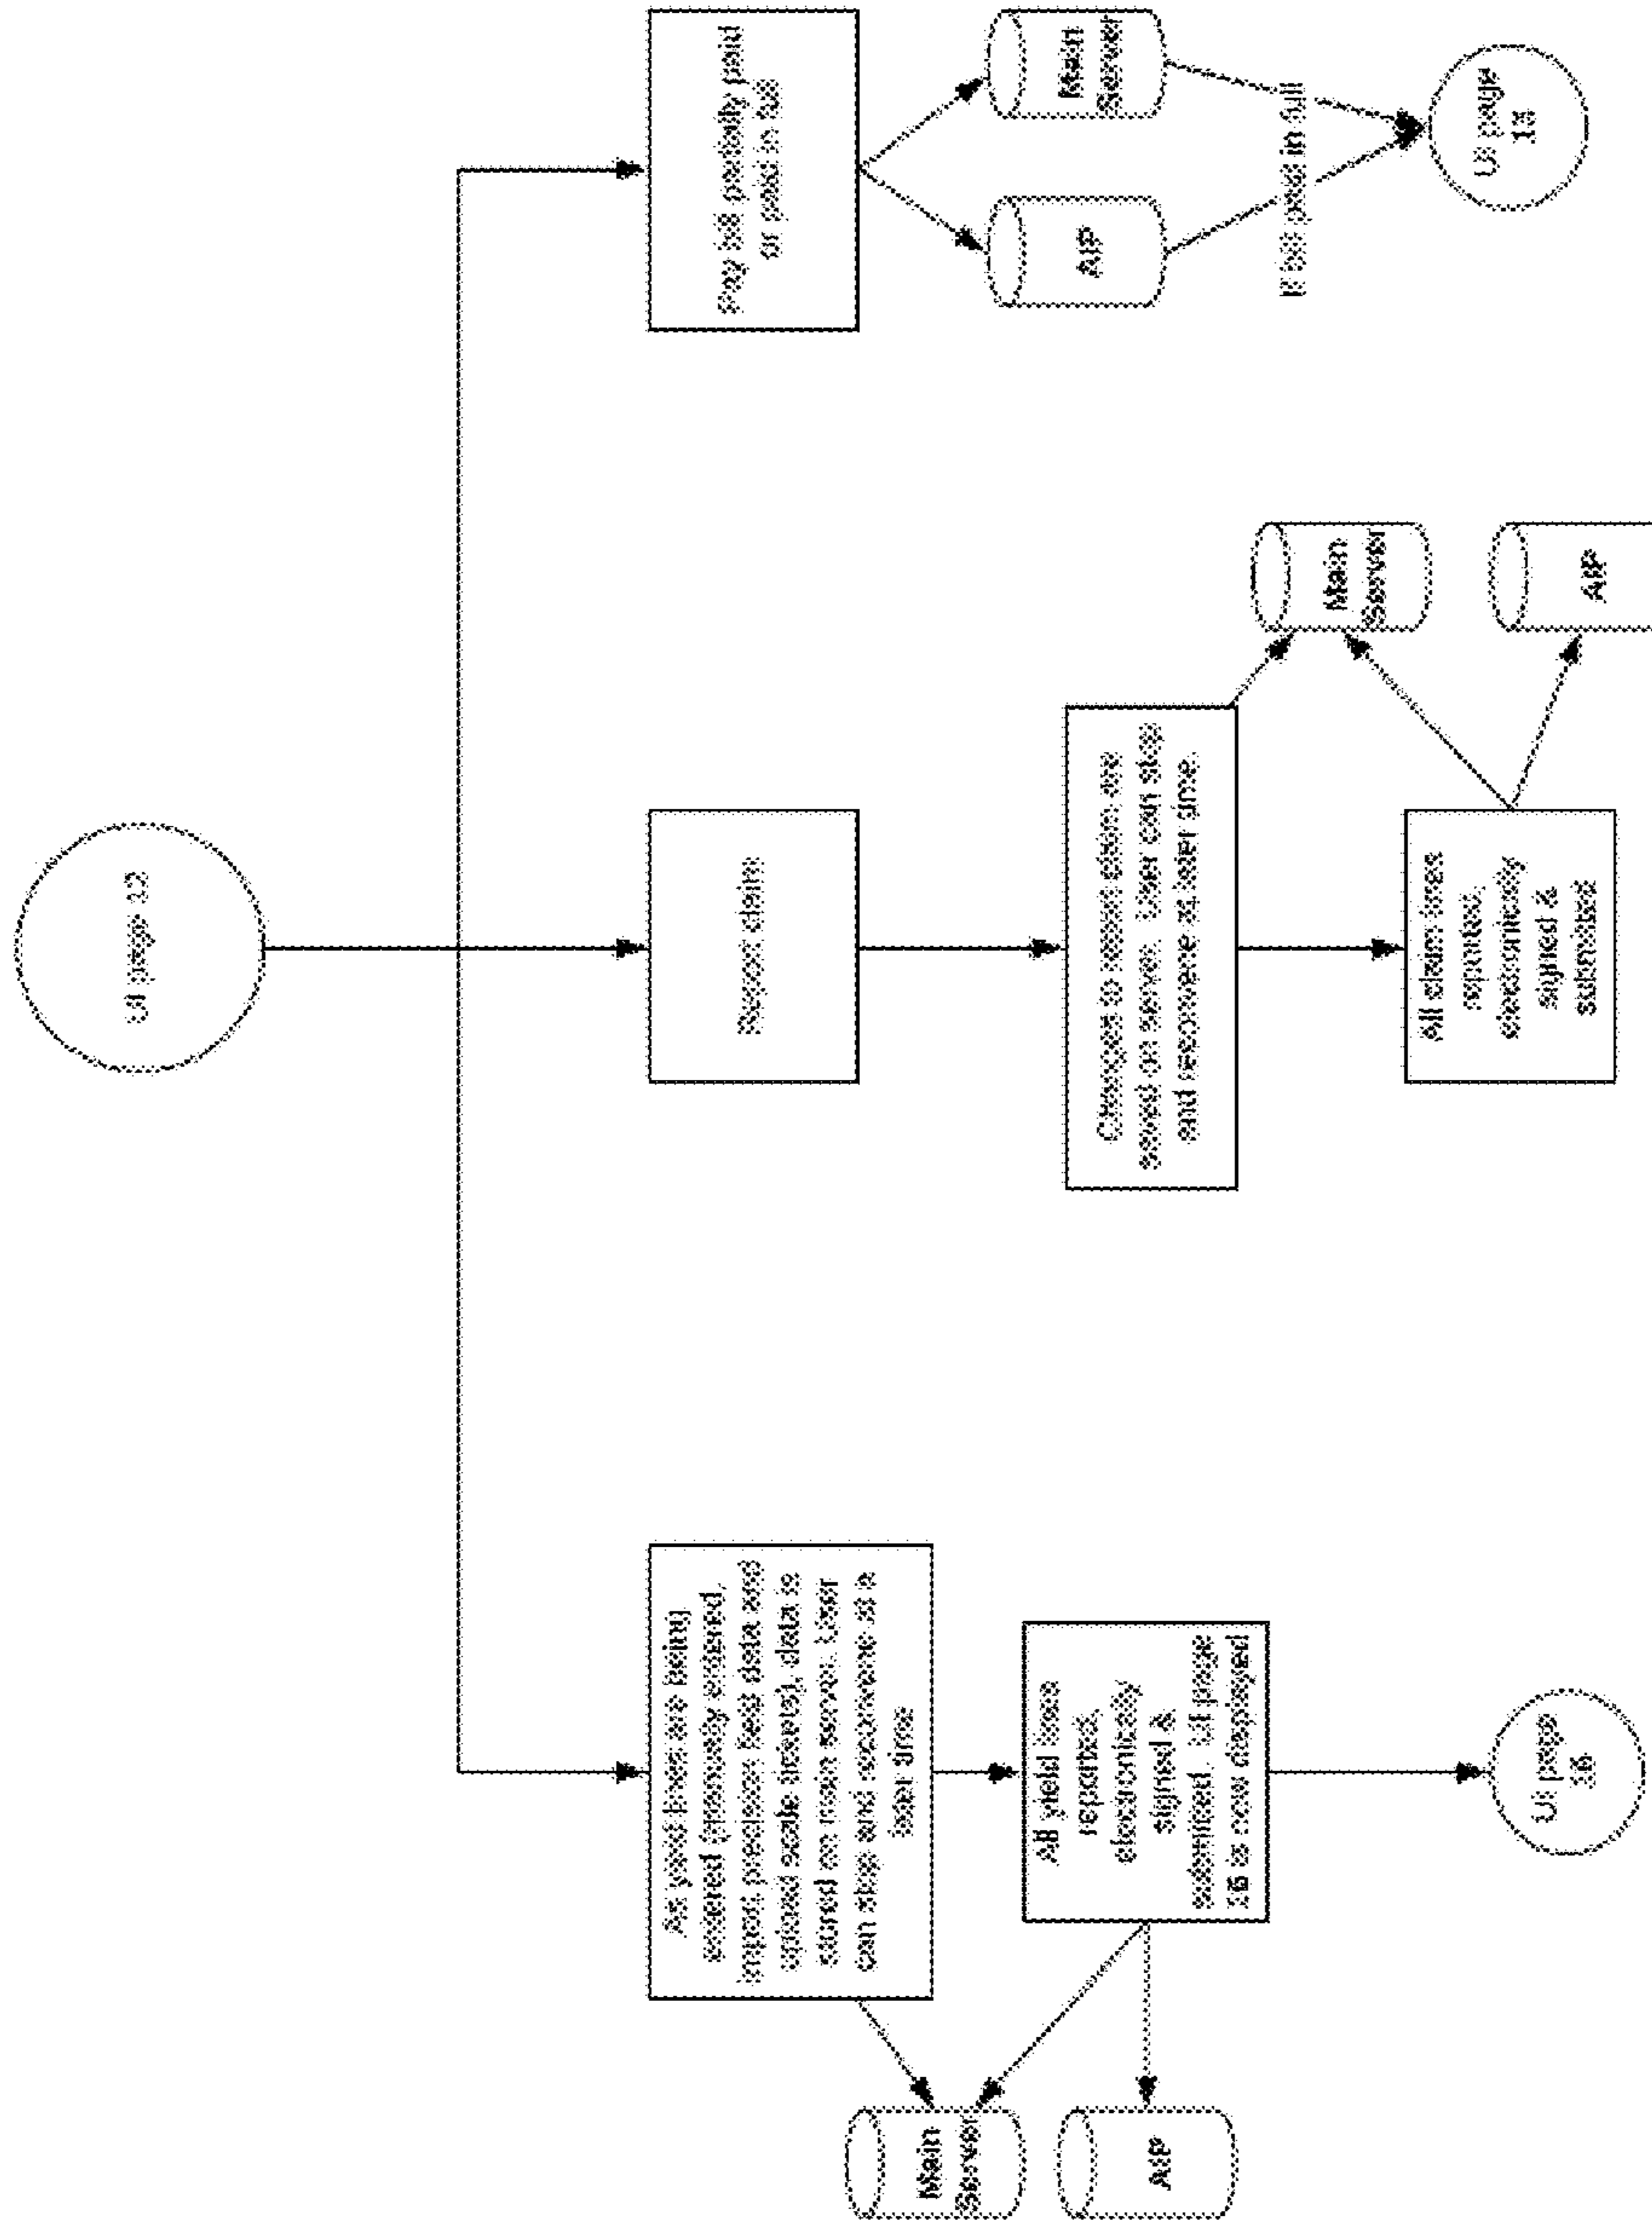 UI page 12
As yield lines are being
entered (manually entered,
import precision field data and
upload scale tickets), data is
stored on main server. User
can stop and reconvene at a
later time
Main
Server
All yield lines
reported,
electronically
signed &
submitted. UI page
16 is now displayed
AIP
UI page
16
Report claim
Changes to report claim are
saved on server. User can stop
and reconvene at later time.
Main
Server
All claim lines
reported,
electronically
signed &
submitted
AIP
Pay bill partially paid
or paid in full
AIP
Main
Server
If bill paid in full
UI page